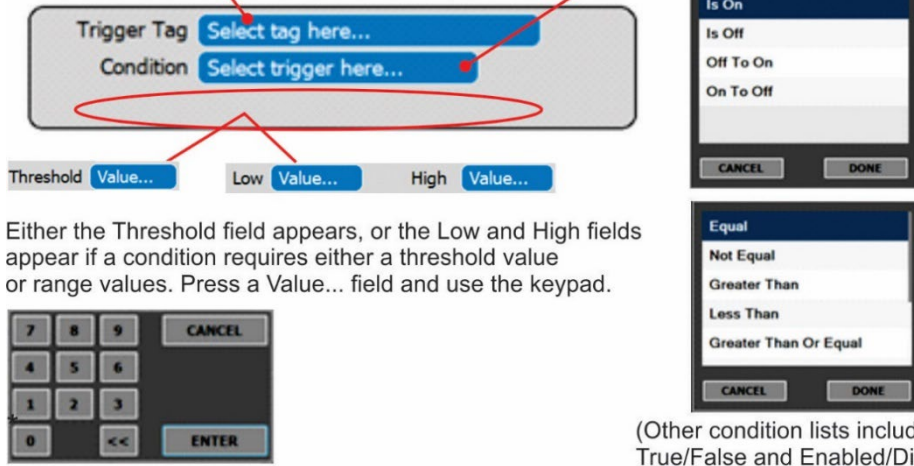 Trigger Tag Select tag here...
Condition Select trigger here...
Threshold Value...
Low Value... High Value...
Either the Threshold field appears, or the Low and High fields
appear if a condition requires either a threshold value
or range values. Press a Value... field and use the keypad.
7 8 9 CANCEL
4 5 6
1 2 3
*
0 << ENTER
Is On
Is Off
Off To On
On To Off
CANCEL DONE
Equal
Not Equal
Greater Than
Less Than
Greater Than Or Equal
CANCEL DONE
(Other condition lists
True/False and